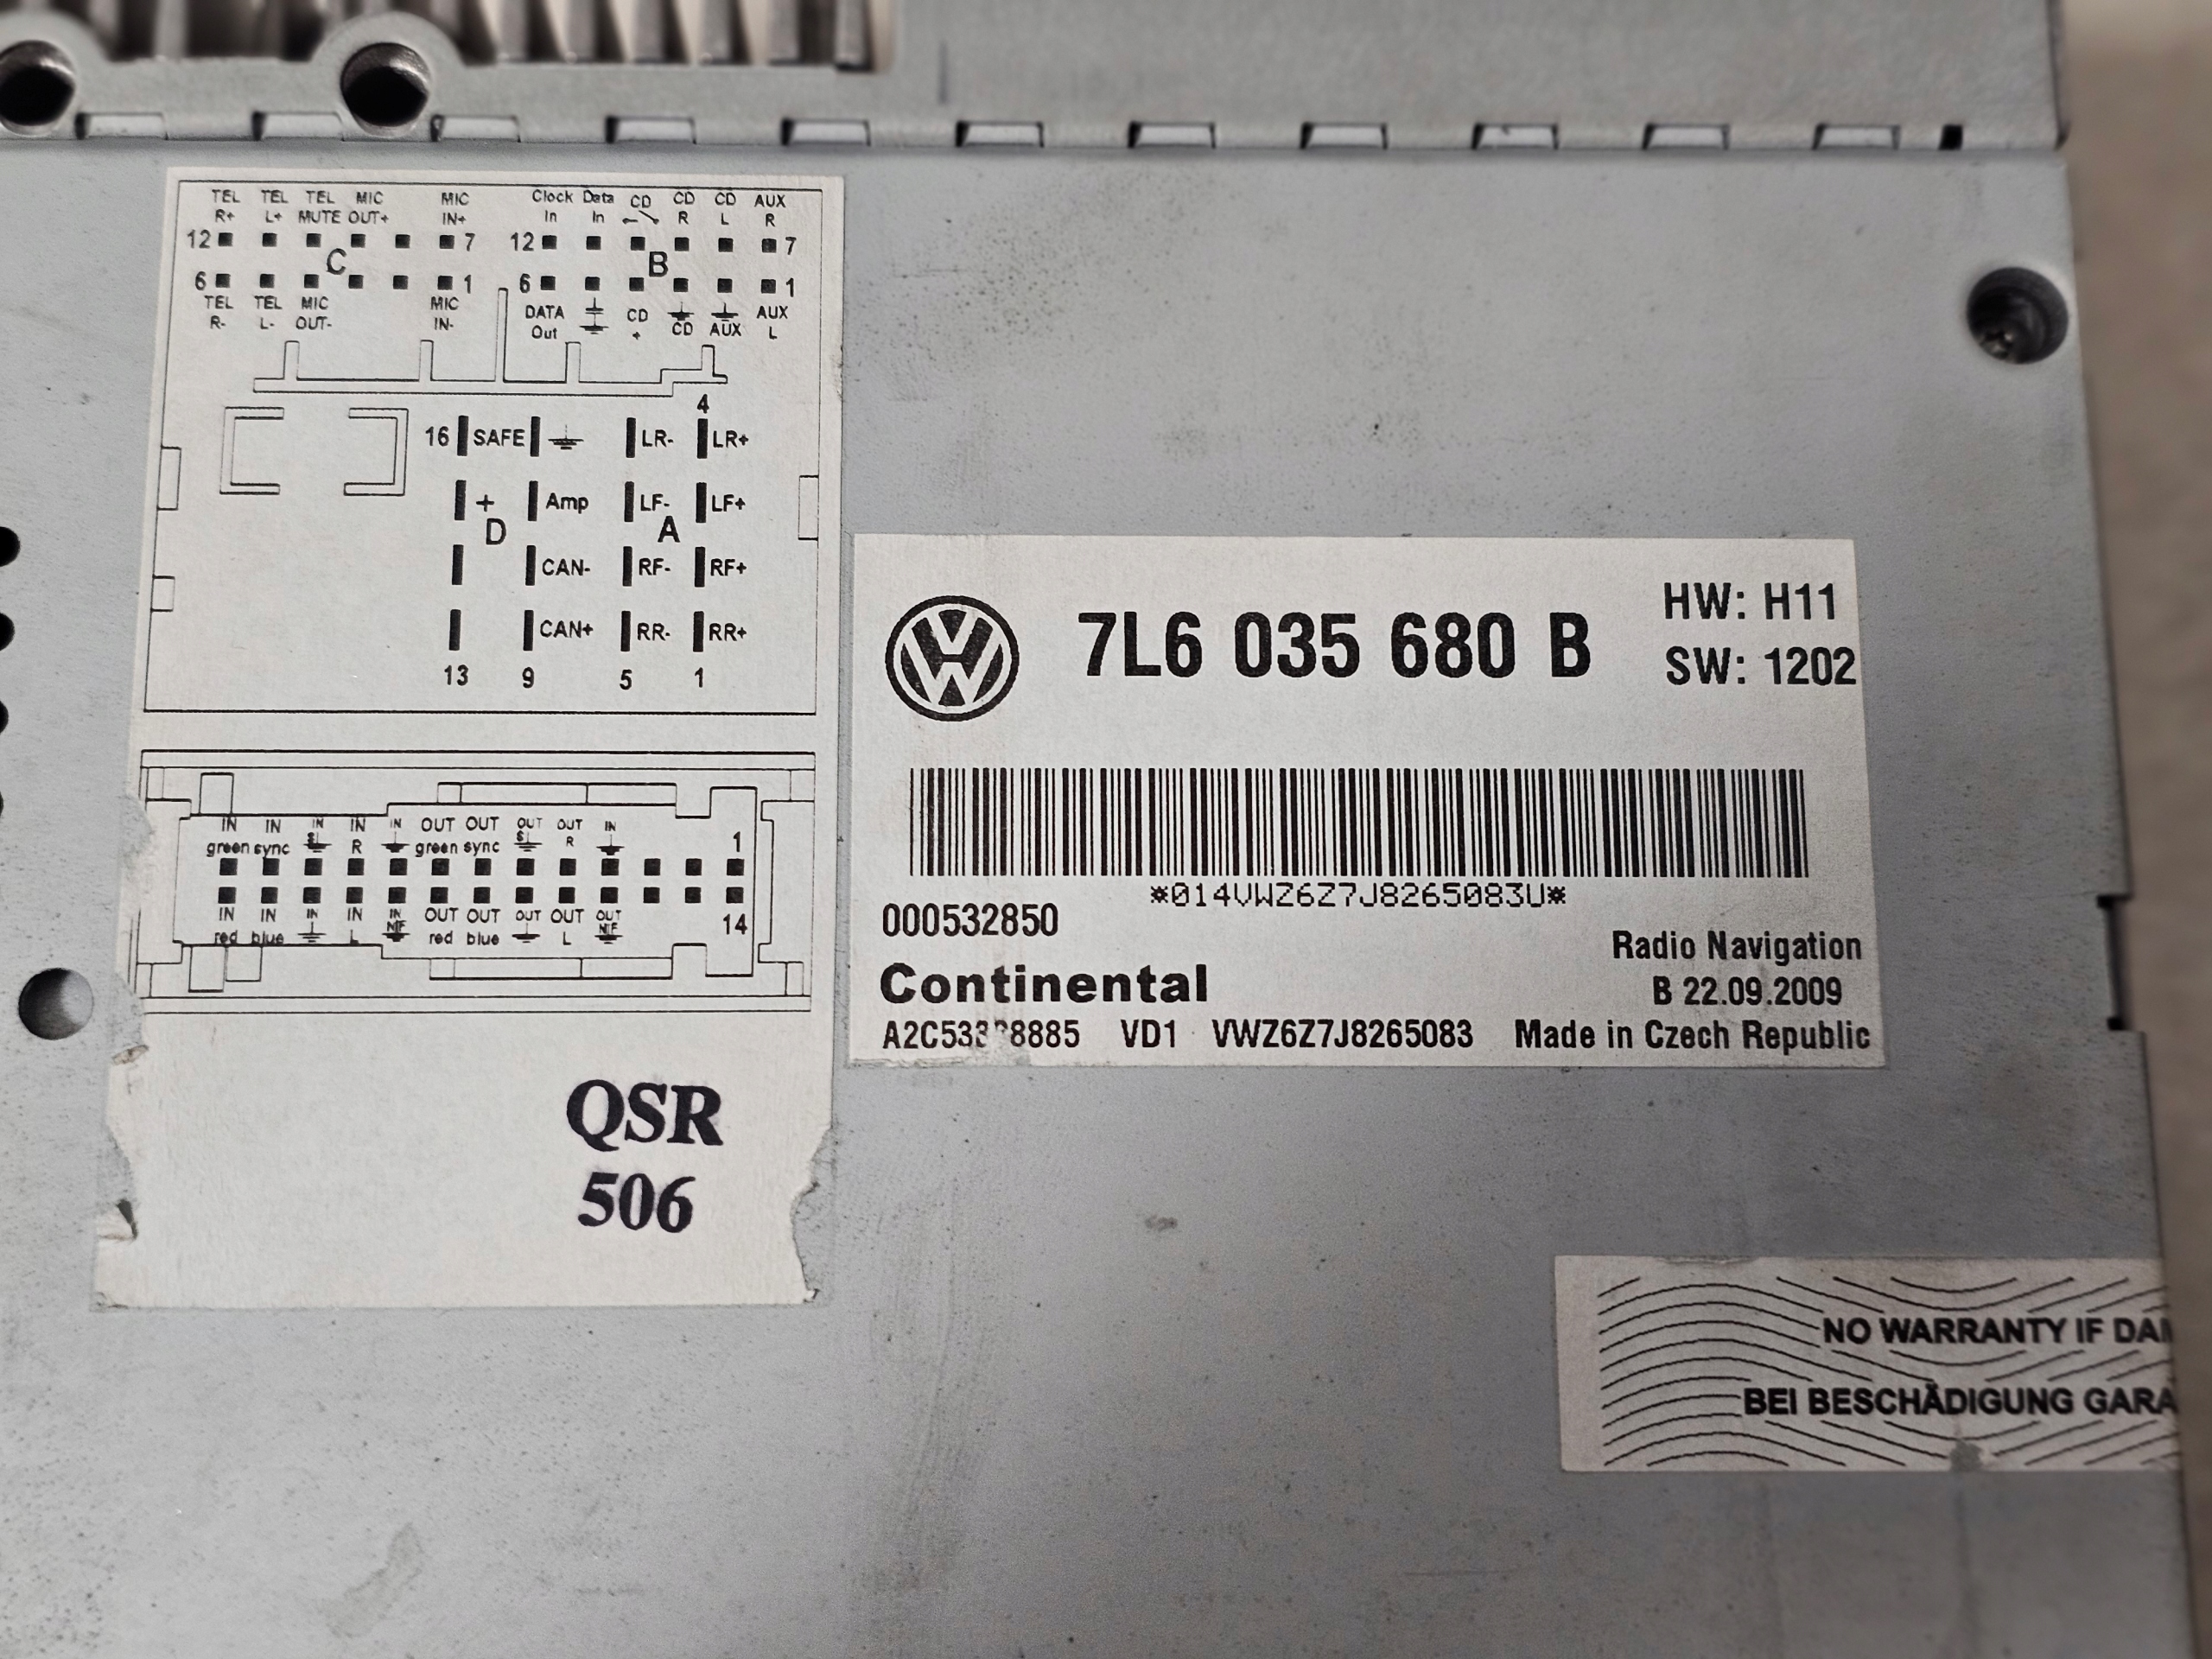 TEL TEL TEL MIC MIC
R+ L+ MUTE OUT+ IN+
12 7
C
6 1
TEL TEL MIC MIC
R- L- OUT- IN-
Clock Data CD CD CD AUX
In In R L R
12 7
B
6 1
DATA CD AUX
Out + CD AUX L
4
16 SAFE LR- LR+
+ Amp LF- LF+
D A
CAN- RF- RF+
CAN+ RR- RR+
13 9 5 1
IN IN IN IN IN OUT OUT OUT OUT IN
green sync R green sync R 1
IN IN IN IN IN OUT OUT OUT OUT OUT 14
red blue L NF red blue L NF
QSR
506
7L6 035 680 B
HW: H11
SW: 1202
*014VWZ6Z7J8265083U*
000532850
Radio Navigation
Continental
B 22.09.2009
VD1 VWZ6Z7J8265083 Made in Czech Republic
NO WARRANTY IF
BEI BESCHÄDIGUNG